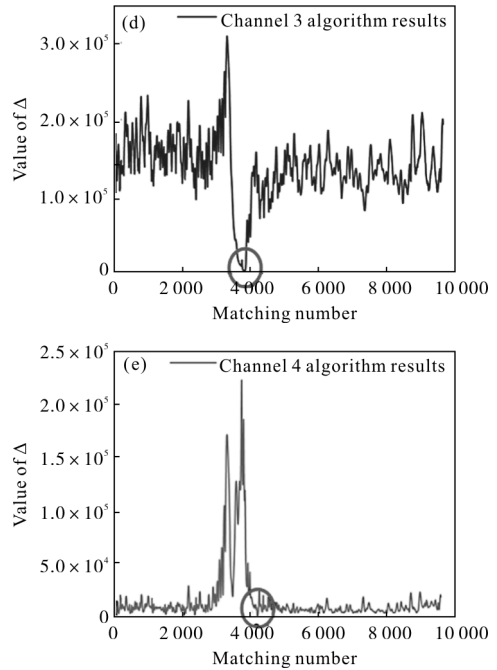 (d) Channel 3 algorithm results
3.0 × 10⁵
2.0 × 10⁵
1.0 × 10⁵
0
Value of Δ
0 2 000 4 000 6 000 8 000 10 000
Matching number
(e) Channel 4 algorithm results
2.5 × 10⁵
2.0 × 10⁵
1.5 × 10⁵
1.0 × 10⁵
5.0 × 10⁴
0
Value of Δ
0 2 000 4 000 6 000 8 000 10 000
Matching number